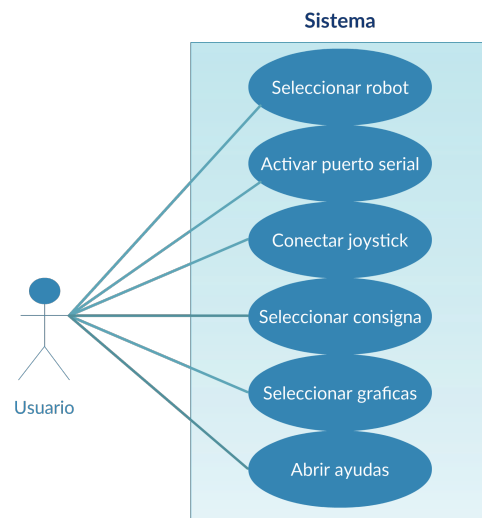 Sistema
Seleccionar robot
Activar puerto serial
Conectar joystick
Seleccionar consigna
Seleccionar graficas
Abrir ayudas
Usuario